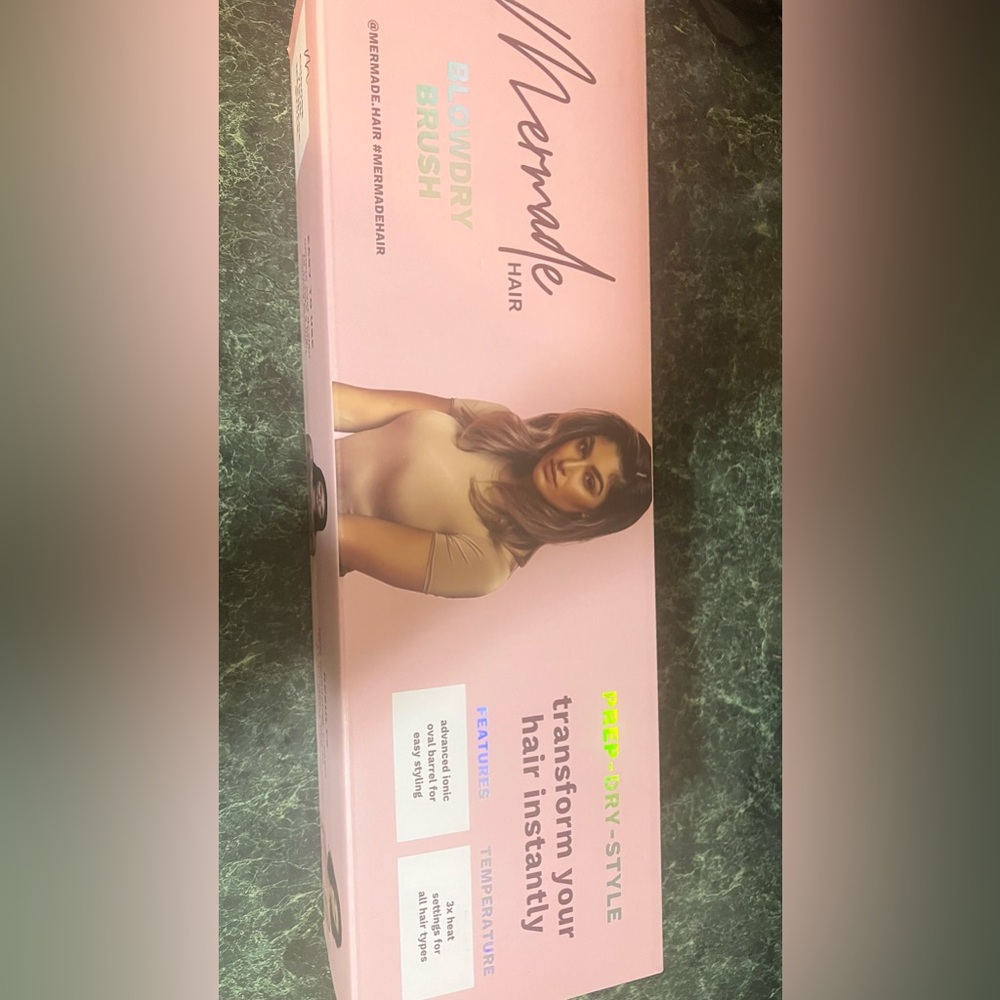 Mermade
HAIR
BLOWDRY
BRUSH
@MERMADE.HAIR #MERMADEHAIR
PREP-DRY-STYLE
transform your
hair instantly
FEATURES
advanced ionic
oval barrel for
easy styling
TEMPERATURE
3x heat
settings for
all hair types